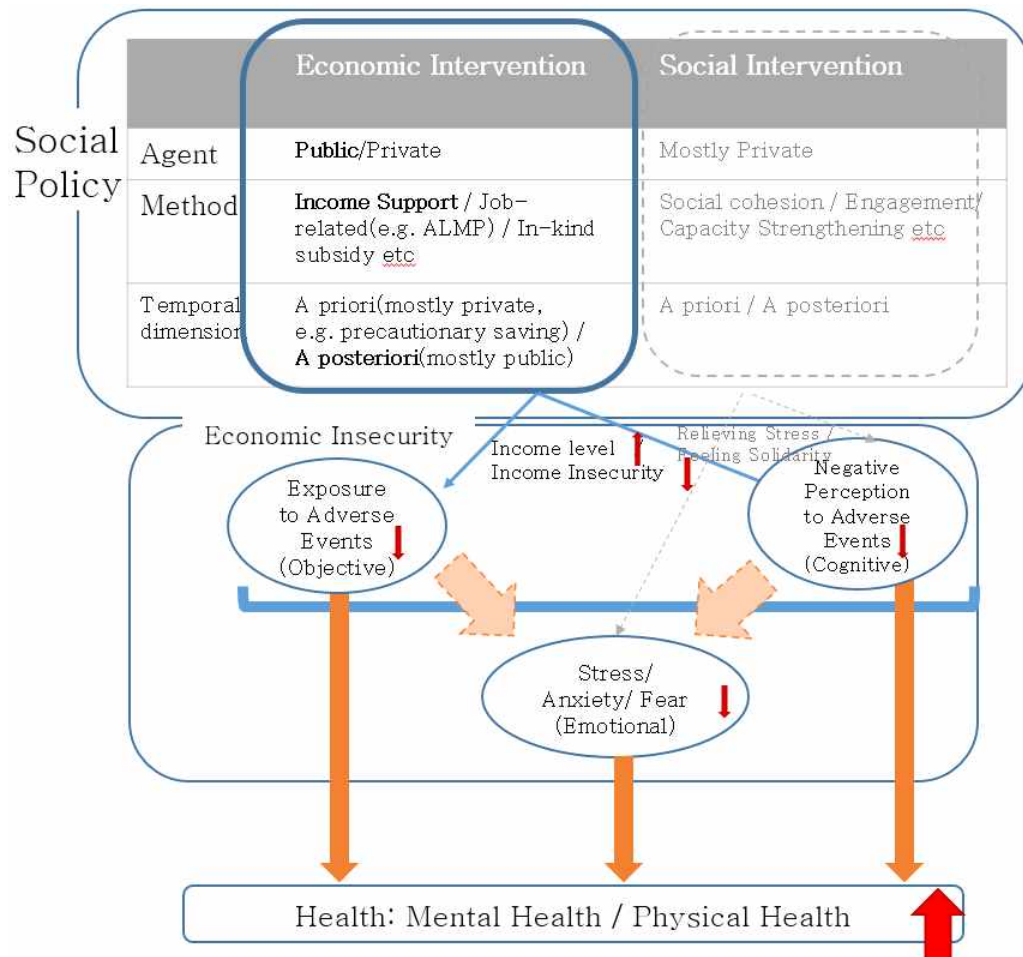 Economic Intervention
Social Intervention
Social
Policy
Agent
Public/Private
Mostly Private
Method
Income Support / Job-
related(e.g. ALMP) / In-kind
subsidy etc
Social cohesion / Engagement/
Capacity Strengthening etc
Temporal
dimension
A priori(mostly private,
e.g. precautionary saving) /
A posteriori(mostly public)
A priori / A posteriori
Economic Insecurity
Income level
Income Insecurity
Relieving Stress /
Feeling Solidarity
Exposure
to Adverse
Events
(Objective)
Negative
Perception
to Adverse
Events
(Cognitive)
Stress/
Anxiety/ Fear
(Emotional)
Health: Mental Health / Physical Health